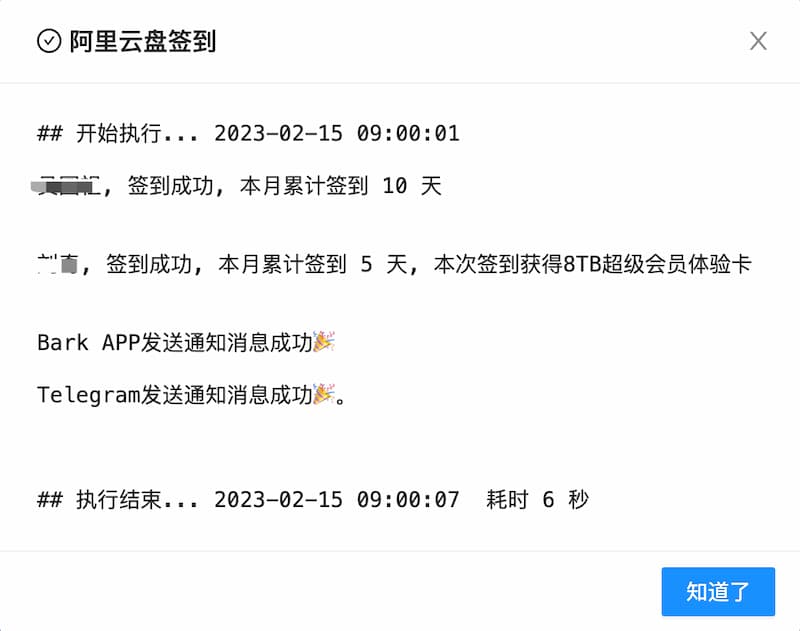 阿里云盘签到
## 开始执行... 2023-02-15 09:00:01
, 签到成功, 本月累计签到 10 天
, 签到成功, 本月累计签到 5 天, 本次签到获得8TB超级会员体验卡
Bark APP发送通知消息成功🎉
Telegram发送通知消息成功🎉。
## 执行结束... 2023-02-15 09:00:07 耗时 6 秒
知道了